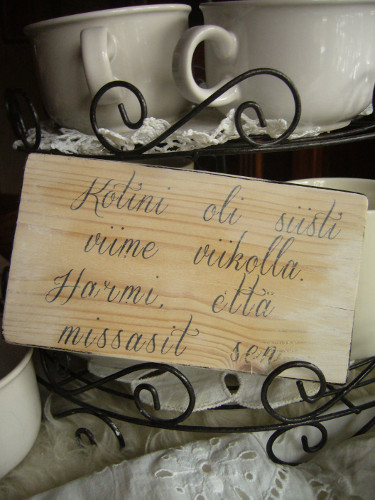 Kotini oli siisti
viime viikolla.
Harmi, että
missasit sen.